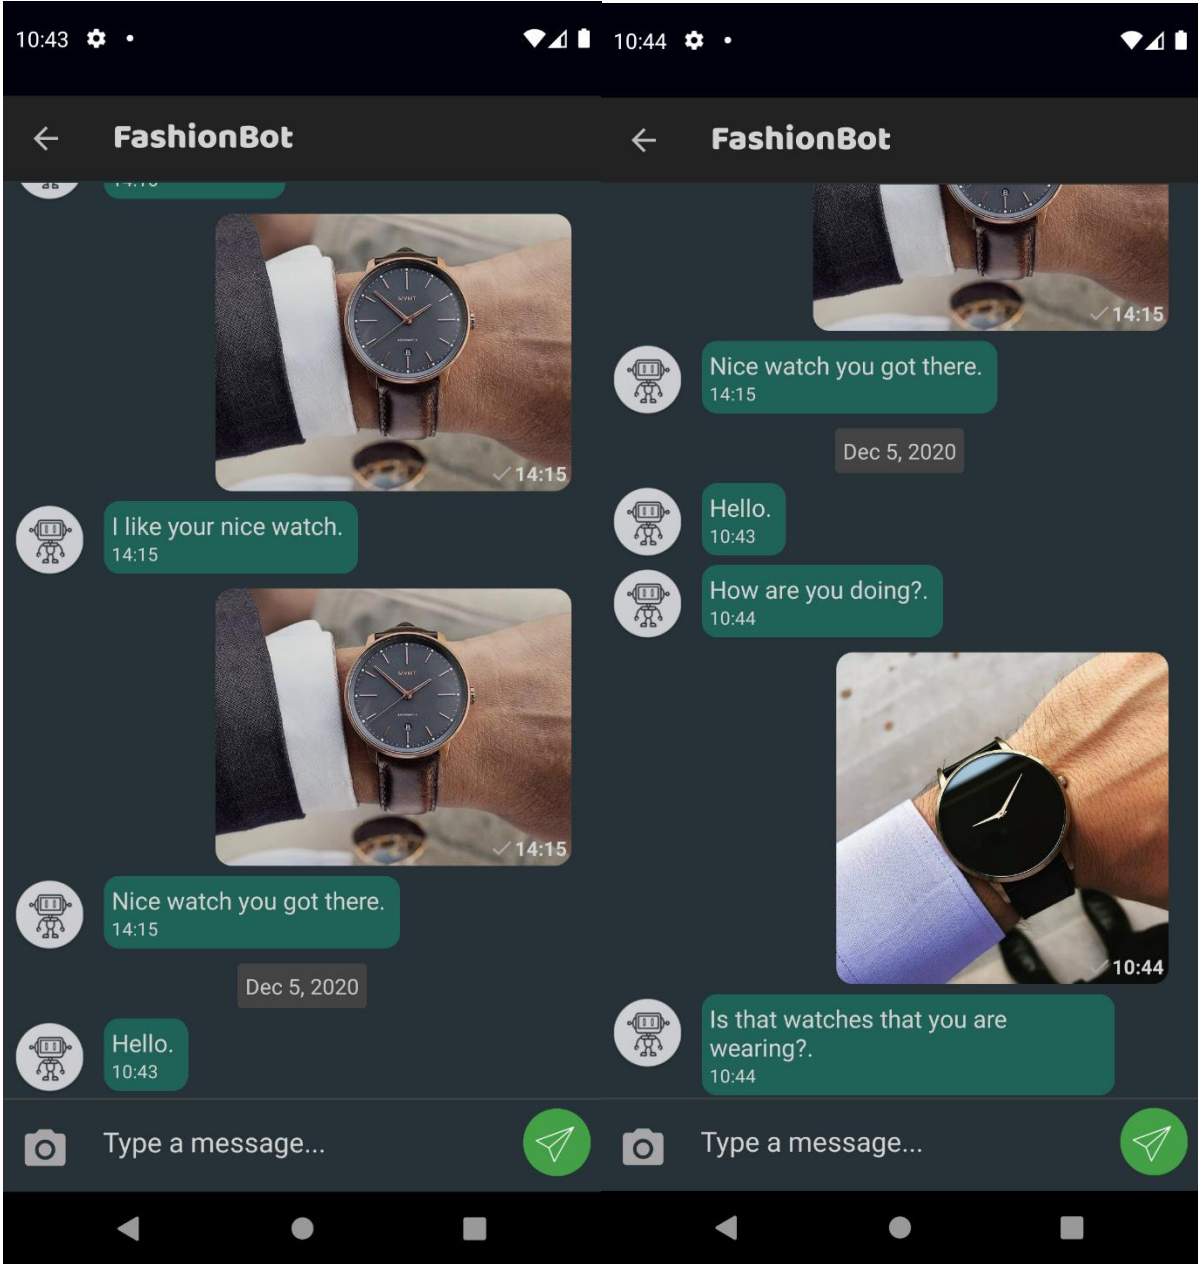 10:43
FashionBot
14:15
I like your nice watch.
14:15
MVMT
14:15
Nice watch you got there.
14:15
Dec 5, 2020
Hello.
10:43
Type a message...
10:44
FashionBot
14:15
Nice watch you got there.
14:15
Dec 5, 2020
Hello.
10:43
How are you doing?.
10:44
10:44
Is that watches that you are
wearing?.
10:44
Type a message...